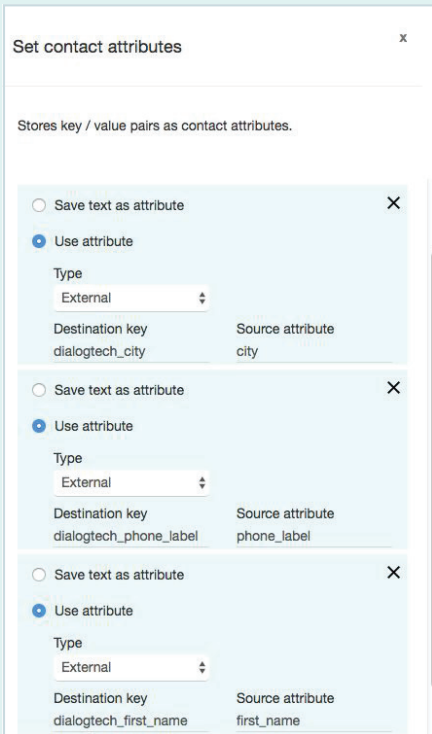 Set contact attributes x
Stores key / value pairs as contact attributes.
Save text as attribute ✕
Use attribute
Type
External
Destination key Source attribute
dialogtech_city city
Save text as attribute ✕
Use attribute
Type
External
Destination key Source attribute
dialogtech_phone_label phone_label
Save text as attribute ✕
Use attribute
Type
External
Destination key Source attribute
dialogtech_first_name first_name